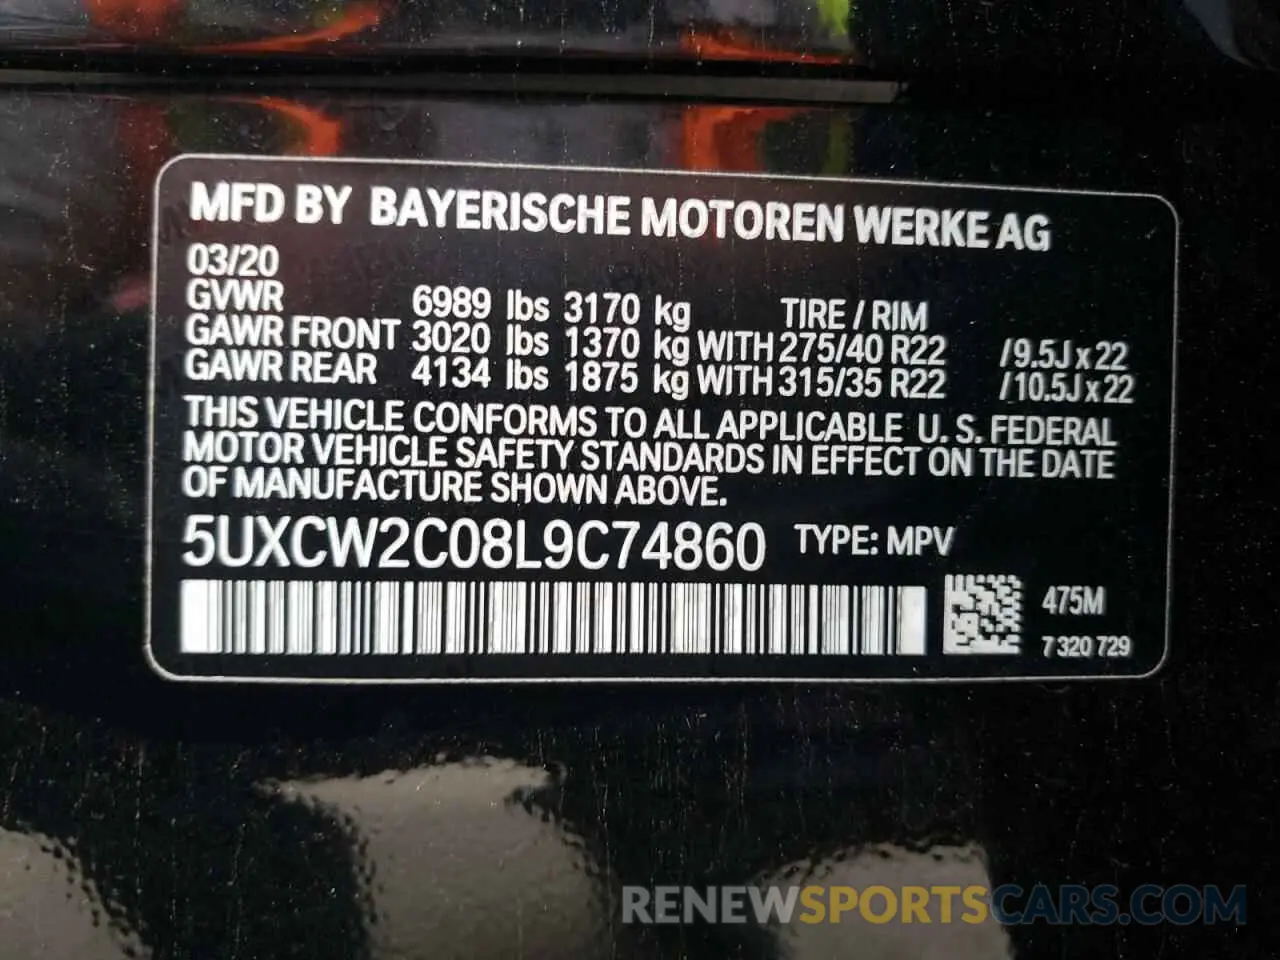 MFD BY BAYERISCHE MOTOREN WERKE AG
03/20
GVWR 6989 lbs 3170 kg TIRE / RIM
GAWR FRONT 3020 lbs 1370 kg WITH 275/40 R22 /9.5J x 22
GAWR REAR 4134 lbs 1875 kg WITH 315/35 R22 /10.5J x 22
THIS VEHICLE CONFORMS TO ALL APPLICABLE U. S. FEDERAL
MOTOR VEHICLE SAFETY STANDARDS IN EFFECT ON THE DATE
OF MANUFACTURE SHOWN ABOVE.
5UXCW2C08L9C74860 TYPE: MPV
475M
7 320 729
RENEWSPORTSCARS.COM